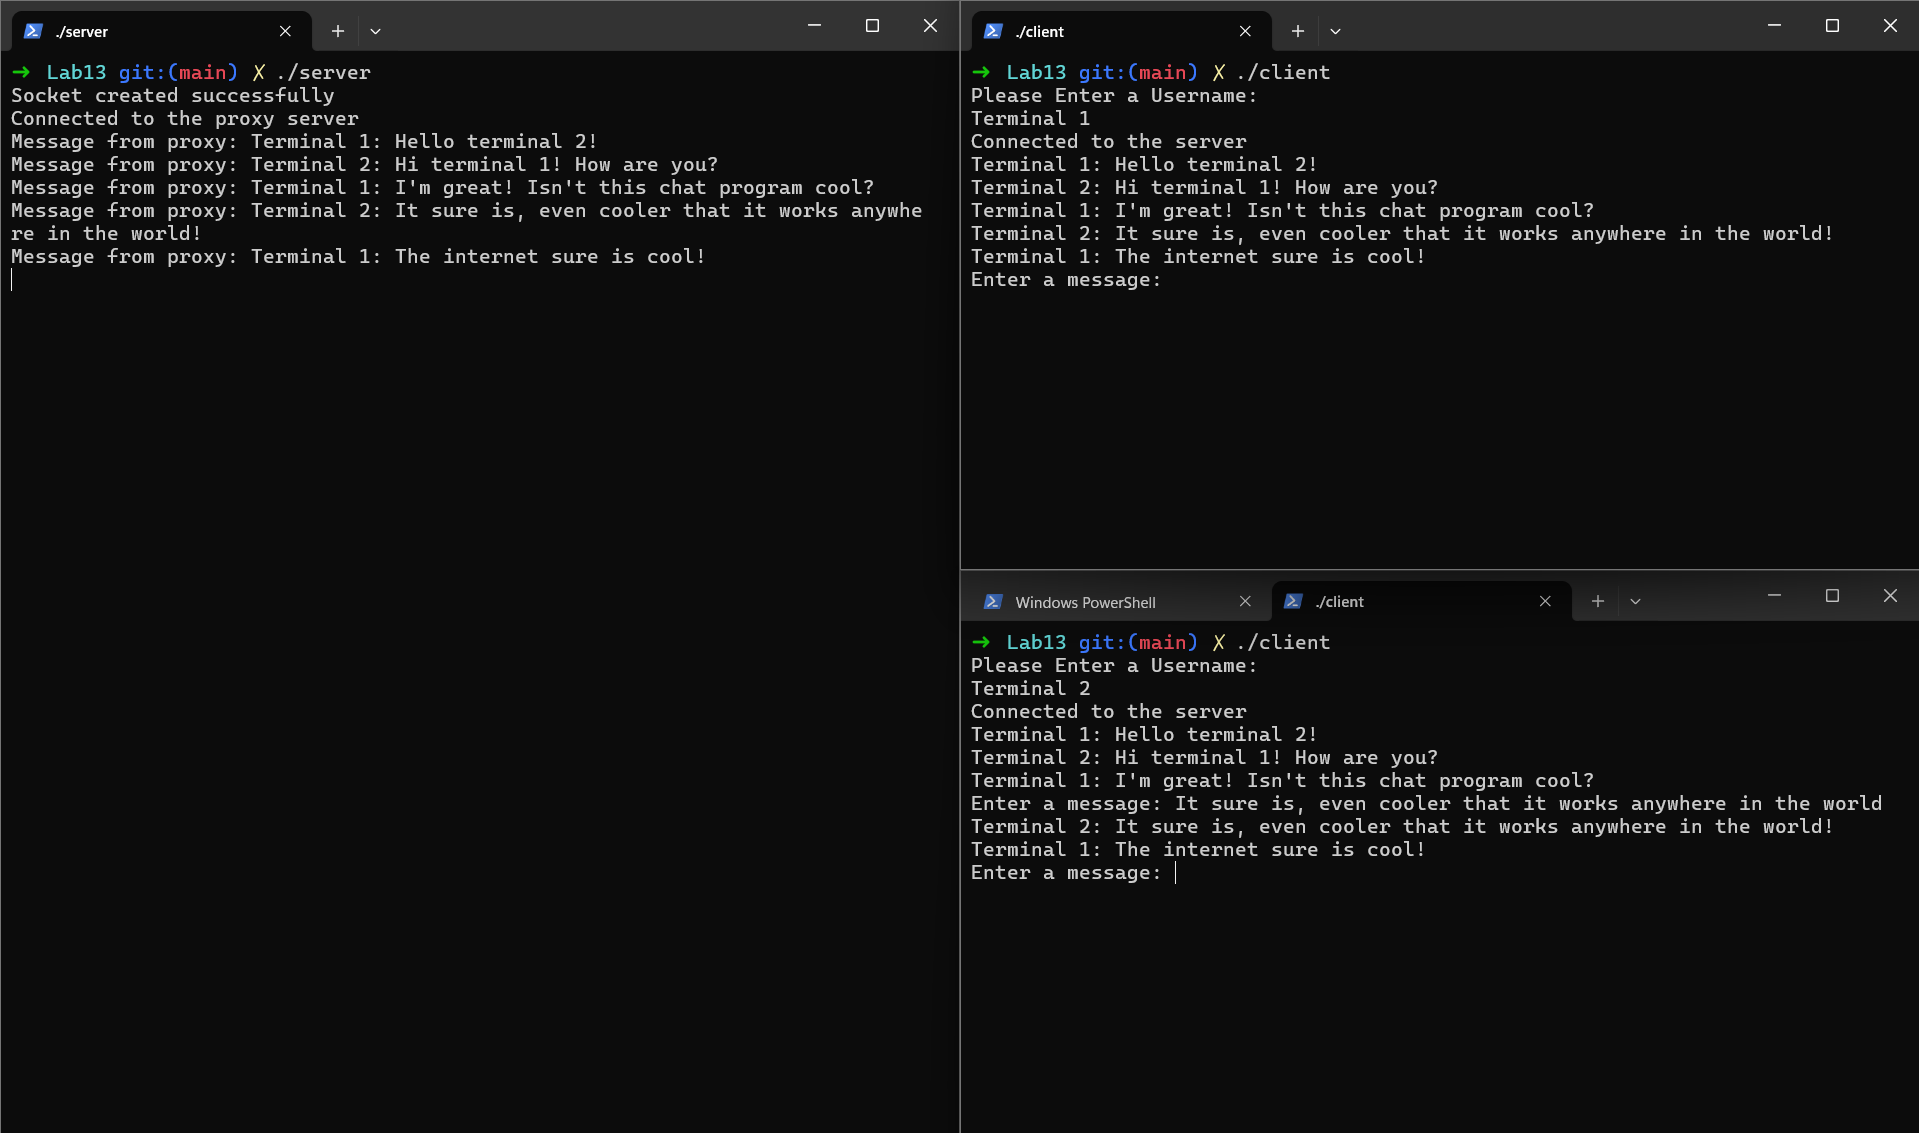 ./server
➜ Lab13 git:(main) ✗ ./server
Socket created successfully
Connected to the proxy server
Message from proxy: Terminal 1: Hello terminal 2!
Message from proxy: Terminal 2: Hi terminal 1! How are you?
Message from proxy: Terminal 1: I'm great! Isn't this chat program cool?
Message from proxy: Terminal 2: It sure is, even cooler that it works anywhe
re in the world!
Message from proxy: Terminal 1: The internet sure is cool!
./client
➜ Lab13 git:(main) ✗ ./client
Please Enter a Username:
Terminal 1
Connected to the server
Terminal 1: Hello terminal 2!
Terminal 2: Hi terminal 1! How are you?
Terminal 1: I'm great! Isn't this chat program cool?
Terminal 2: It sure is, even cooler that it works anywhere in the world!
Terminal 1: The internet sure is cool!
Enter a message:
Windows PowerShell
./client
➜ Lab13 git:(main) ✗ ./client
Please Enter a Username:
Terminal 2
Connected to the server
Terminal 1: Hello terminal 2!
Terminal 2: Hi terminal 1! How are you?
Terminal 1: I'm great! Isn't this chat program cool?
Enter a message: It sure is, even cooler that it works anywhere in the world
Terminal 2: It sure is, even cooler that it works anywhere in the world!
Terminal 1: The internet sure is cool!
Enter a message: